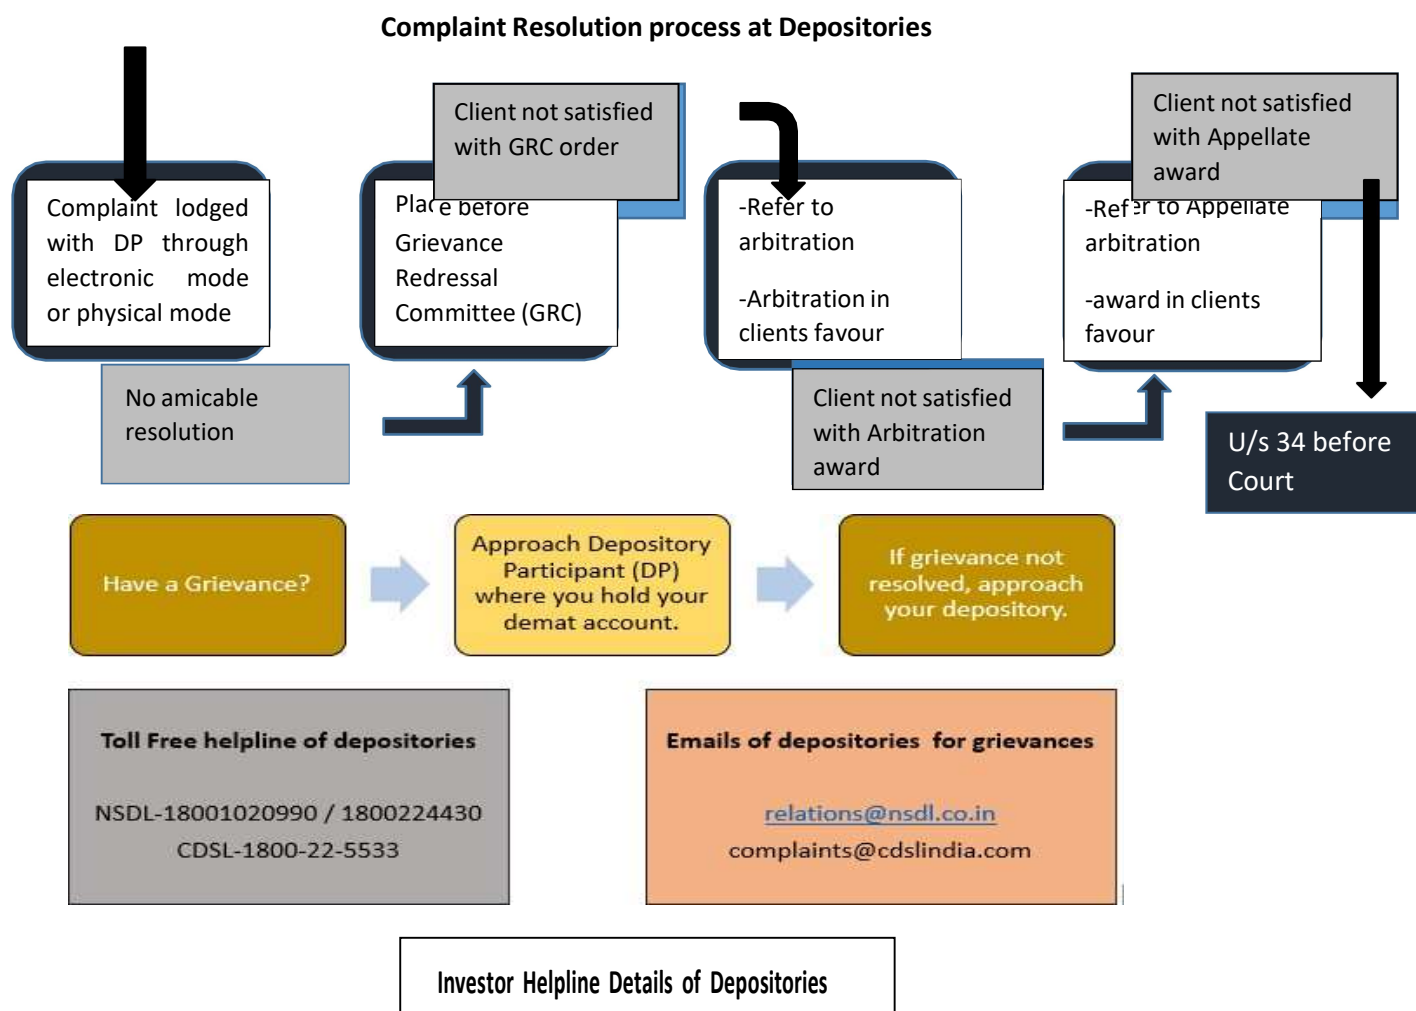 Complaint Resolution process at Depositories
Complaint lodged
with DP through
electronic mode
or physical mode
No amicable
resolution
Place before
Grievance
Redressal
Committee (GRC)
Client not satisfied
with GRC order
-Refer to
arbitration
-Arbitration in
clients favour
Client not satisfied
with Arbitration
award
-Refer to Appellate
arbitration
-award in clients
favour
Client not satisfied
with Appellate
award
U/s 34 before
Court
Have a Grievance?
Approach Depository
Participant (DP)
where you hold your
demat account.
If grievance not
resolved, approach
your depository.
Toll Free helpline of depositories
NSDL-18001020990 / 1800224430
CDSL-1800-22-5533
Emails of depositories for grievances
relations@nsdl.co.in
complaints@cdslindia.com
Investor Helpline Details of Depositories